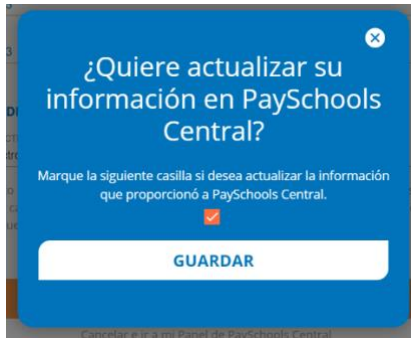 ¿Quiere actualizar su
información en PaySchools
Central?
Marque la siguiente casilla si desea actualizar la información
que proporcionó a PaySchools Central.
GUARDAR
Cancelar e ir a mi Panel de PaySchools Central